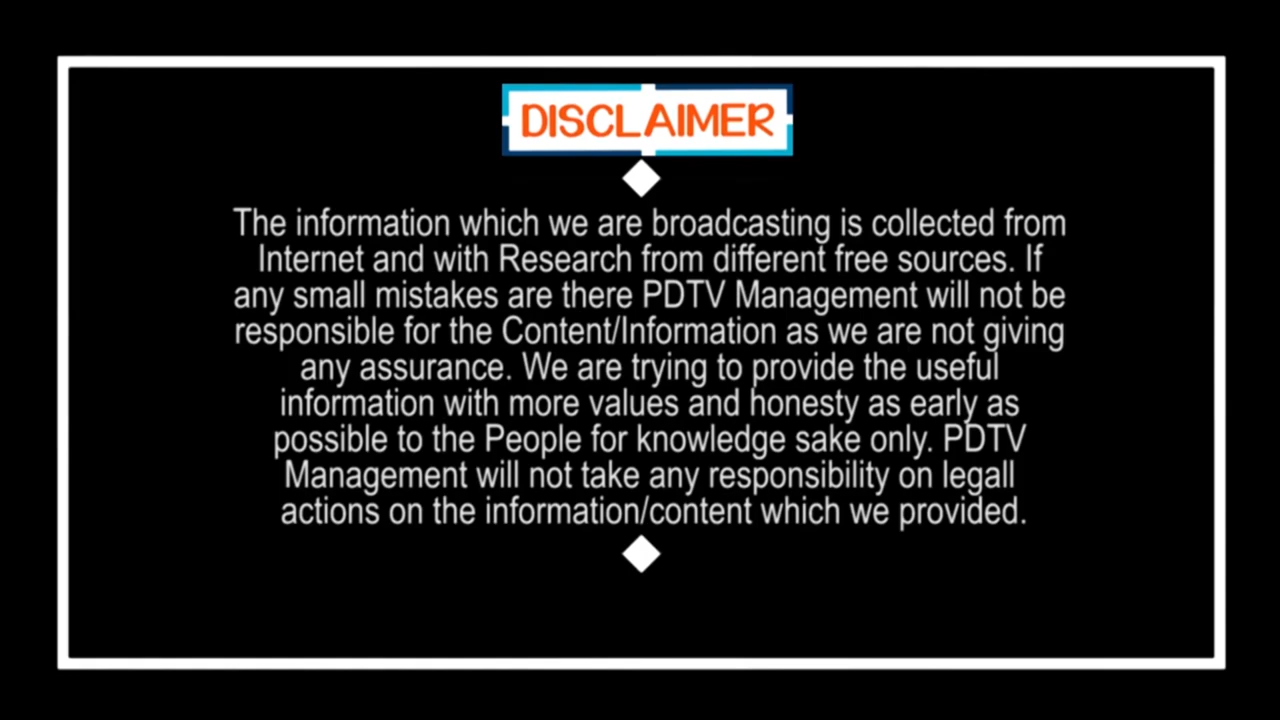 DISCLAIMER
The information which we are broadcasting is collected from
Internet and with Research from different free sources. If
any small mistakes are there PDTV Management will not be
responsible for the Content/Information as we are not giving
any assurance. We are trying to provide the useful
information with more values and honesty as early as
possible to the People for knowledge sake only. PDTV
Management will not take any responsibility on legall
actions on the information/content which we provided.